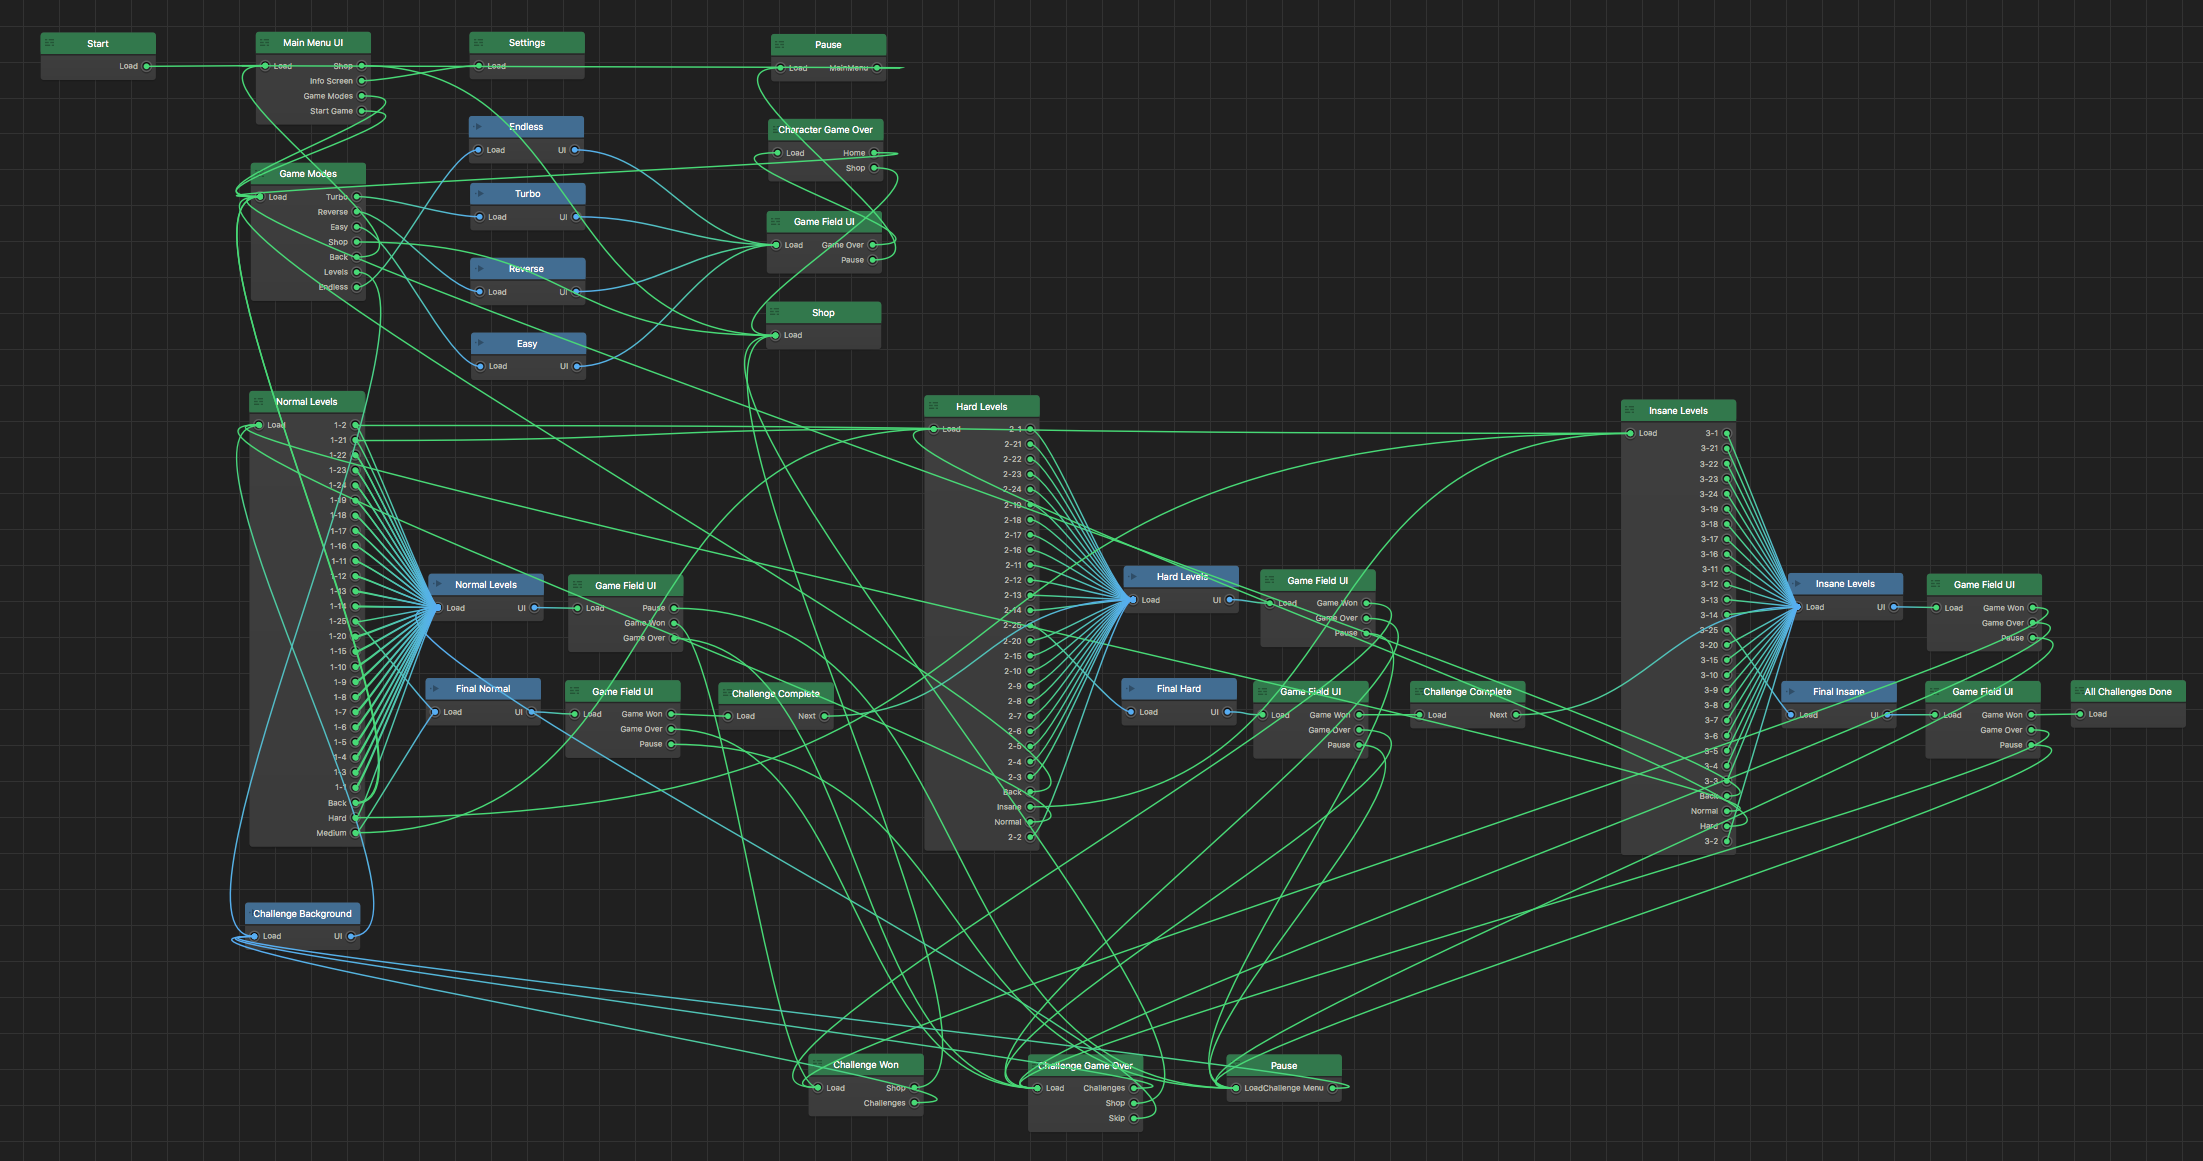 Start
Load
Main Menu UI
Load Shop
Info Screen
Game Modes
Start Game
Settings
Load
Pause
Load MainMenu
Endless
Load UI
Character Game Over
Load Home
Shop
Game Modes
Load Turbo
Reverse
Easy
Shop
Back
Levels
Endless
Turbo
Load UI
Game Field UI
Load Game Over
Pause
Reverse
Load UI
Shop
Load
Easy
Load UI
Normal Levels
Load 1-2
1-21
1-22
1-23
1-24
1-19
1-18
1-17
1-16
1-11
1-12
1-13
1-14
1-25
1-20
1-15
1-10
1-9
1-8
1-7
1-6
1-5
1-4
1-3
1-1
Back
Hard
Medium
Normal Levels
Load UI
Game Field UI
Load Pause
Game Won
Game Over
Final Normal
Load UI
Game Field UI
Load Game Won
Game Over
Pause
Challenge Complete
Load Next
Hard Levels
Load 2-1
2-21
2-22
2-23
2-24
2-19
2-18
2-17
2-16
2-11
2-12
2-13
2-14
2-25
2-20
2-15
2-10
2-9
2-8
2-7
2-6
2-5
2-4
2-3
Back
Insane
Normal
2-2
Hard Levels
Load UI
Game Field UI
Load Game Won
Game Over
Pause
Final Hard
Load UI
Game Field UI
Load Game Won
Game Over
Pause
Challenge Complete
Load Next
Insane Levels
Load 3-1
3-21
3-22
3-23
3-24
3-19
3-18
3-17
3-16
3-11
3-12
3-13
3-14
3-25
3-20
3-15
3-10
3-9
3-8
3-7
3-6
3-5
3-4
3-3
Back
Normal
Hard
3-2
Insane Levels
Load UI
Game Field UI
Load Game Won
Game Over
Pause
Final Insane
Load UI
Game Field UI
Load Game Won
Game Over
Pause
All Challenges Done
Load
Challenge Background
Load UI
Challenge Won
Load Shop
Challenges
Challenge Game Over
Load Challenges
Shop
Skip
Pause
LoadChallenge Menu